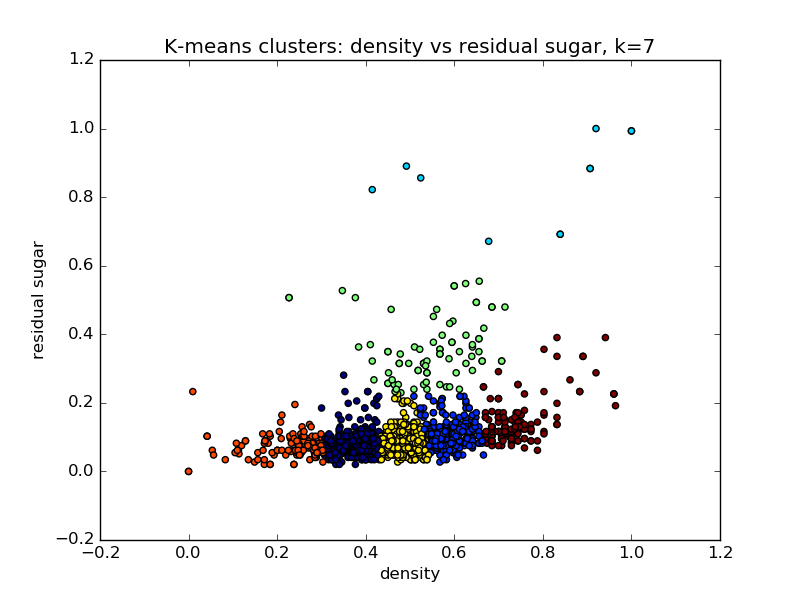 K-means clusters: density vs residual sugar, k=7
1.2
1.0
0.8
0.6
0.4
0.2
0.0
−0.2
residual sugar
−0.2 0.0 0.2 0.4 0.6 0.8 1.0 1.2
density